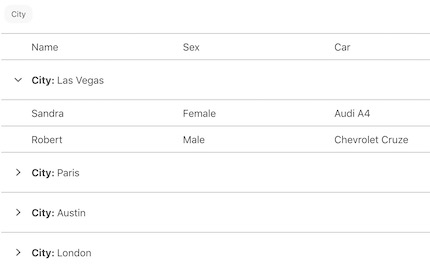 City
Name Sex Car
City: Las Vegas
Sandra Female Audi A4
Robert Male Chevrolet Cruze
City: Paris
City: Austin
City: London